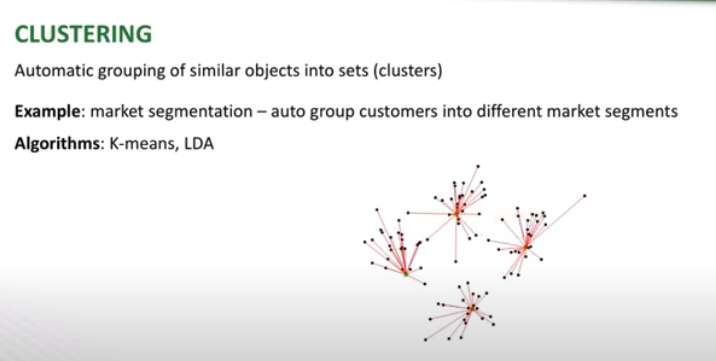 CLUSTERING
Automatic grouping of similar objects into sets (clusters)
Example: market segmentation – auto group customers into different market segments
Algorithms: K-means, LDA